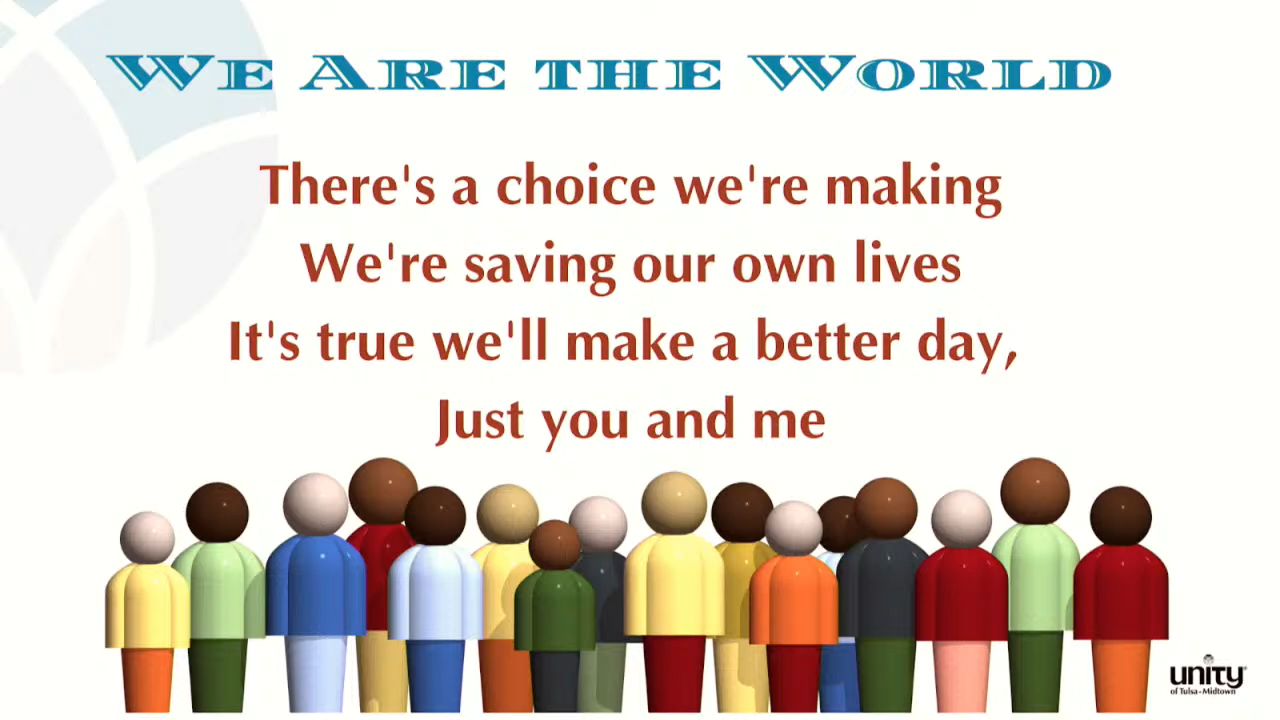 We Are the World
There's a choice we're making
We're saving our own lives
It's true we'll make a better day,
Just you and me
unity
of Tulsa-Midtown